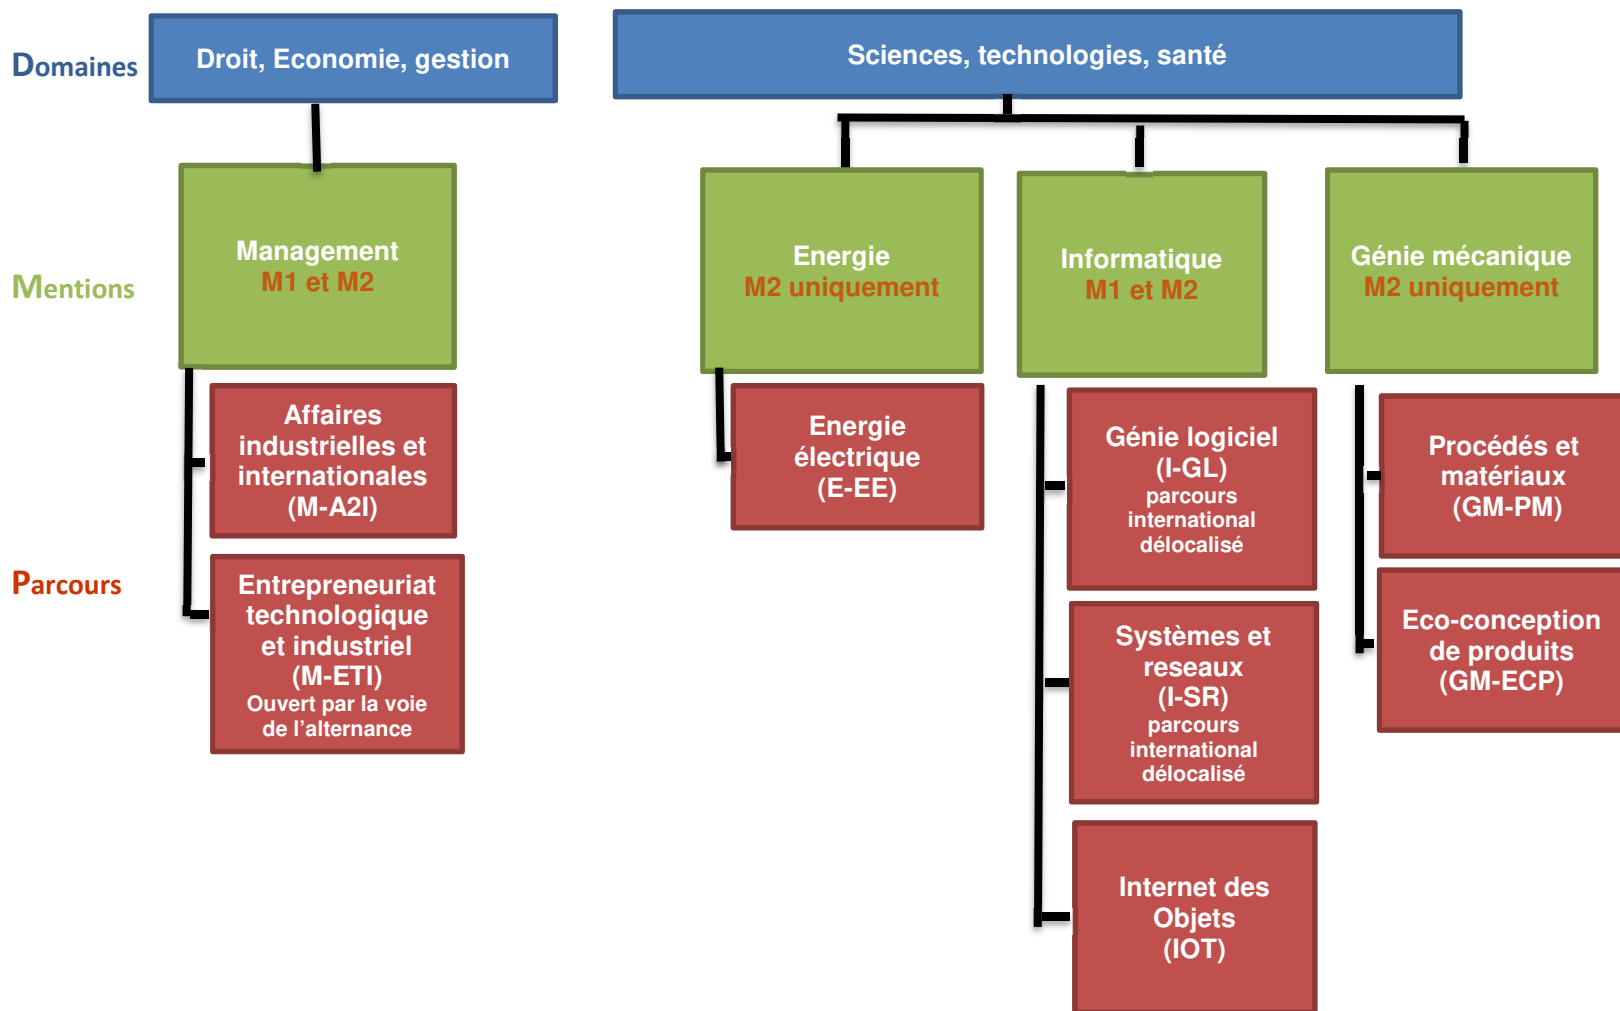 Domaines
Droit, Economie, gestion
Sciences, technologies, santé
Mentions
Management
M1 et M2
Energie
M2 uniquement
Informatique
M1 et M2
Génie mécanique
M2 uniquement
Parcours
Affaires
industrielles et
internationales
(M-A2I)
Entrepreneuriat
technologique
et industriel
(M-ETI)
Ouvert par la voie
de l’alternance
Energie
électrique
(E-EE)
Génie logiciel
(I-GL)
parcours
international
délocalisé
Systèmes et
reseaux
(I-SR)
parcours
international
délocalisé
Internet des
Objets
(IOT)
Procédés et
matériaux
(GM-PM)
Eco-conception
de produits
(GM-ECP)